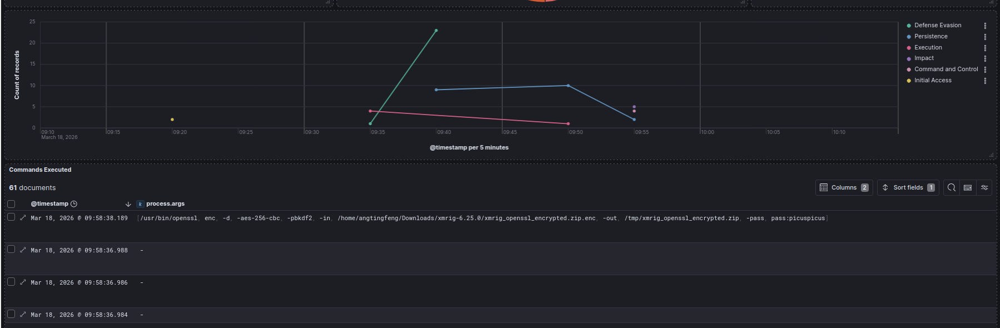 25
20
15
10
5
0
Count of records
09:10 09:15 09:20 09:25 09:30 09:35 09:40 09:45 09:50 09:55 10:00 10:05 10:10
March 18, 2026
@timestamp per 5 minutes
Defense Evasion
Persistence
Execution
Impact
Command and Control
Initial Access
Commands Executed
61 documents
Columns 2 Sort fields 1
@timestamp k process.args
Mar 18, 2026 @ 09:58:38.189 [/usr/bin/openssl, enc, -d, -aes-256-cbc, -pbkdf2, -in, /home/angtingfeng/Downloads/xmrig-6.25.0/xmrig_openssl_encrypted.zip.enc, -out, /tmp/xmrig_openssl_encrypted.zip, -pass, pass:picuspicus]
Mar 18, 2026 @ 09:58:36.988 -
Mar 18, 2026 @ 09:58:36.986 -
Mar 18, 2026 @ 09:58:36.984 -